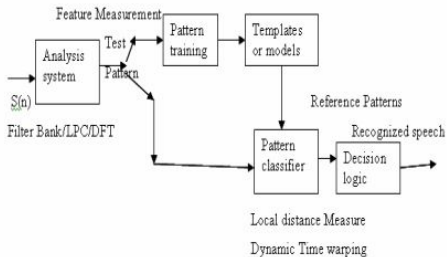 Feature Measurement
Analysis
system
Test
Pattern
Pattern
training
Templates
or models
S(n)
Filter Bank/LPC/DFT
Reference Patterns
Recognized speech
Pattern
classifier
Decision
logic
Local distance Measure
Dynamic Time warping